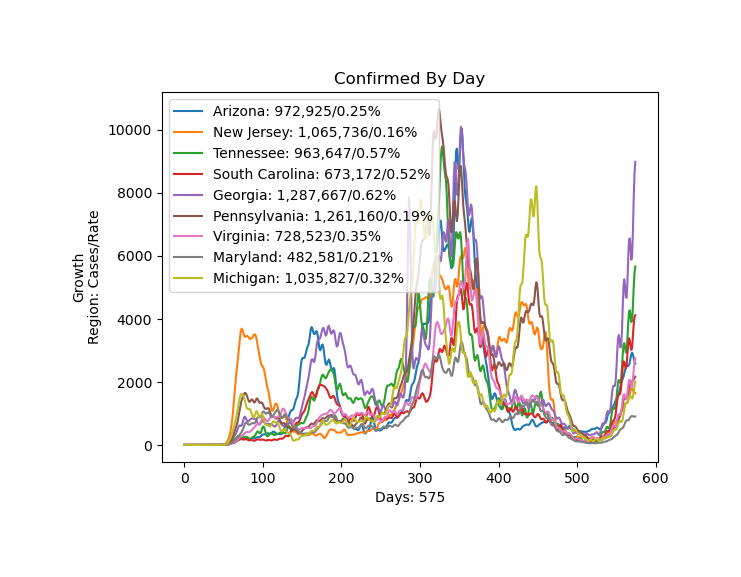 Confirmed By Day
Growth
Region: Cases/Rate
10000
8000
6000
4000
2000
0
Arizona: 972,925/0.25%
New Jersey: 1,065,736/0.16%
Tennessee: 963,647/0.57%
South Carolina: 673,172/0.52%
Georgia: 1,287,667/0.62%
Pennsylvania: 1,261,160/0.19%
Virginia: 728,523/0.35%
Maryland: 482,581/0.21%
Michigan: 1,035,827/0.32%
0 100 200 300 400 500 600
Days: 575